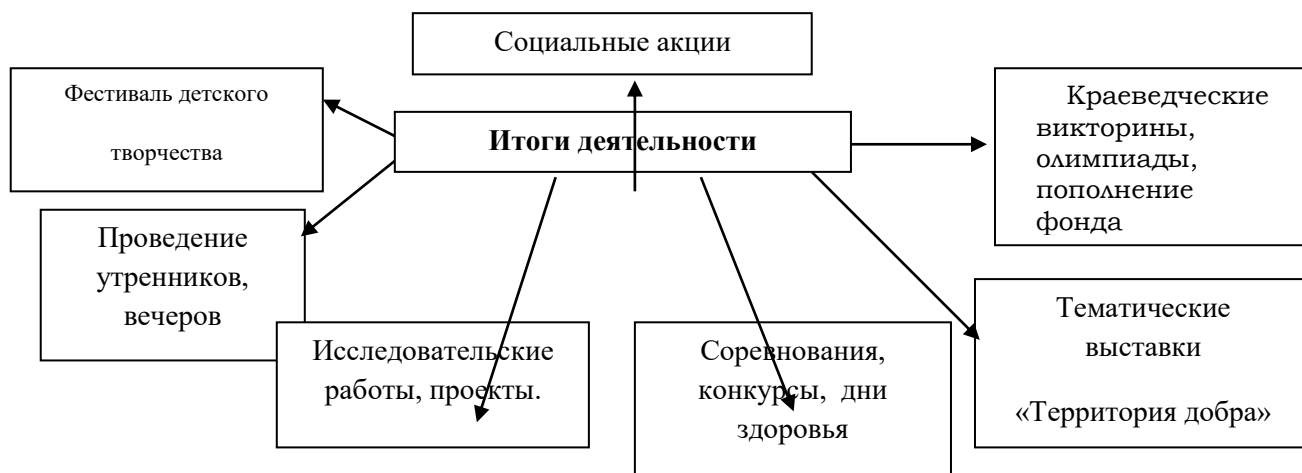 Социальные акции
Фестиваль детского
творчества
Итоги деятельности
Краеведческие
викторины,
олимпиады,
пополнение
фонда
Проведение
утренников,
вечеров
Исследовательские
работы, проекты.
Соревнования,
конкурсы, дни
здоровья
Тематические
выставки
«Территория добра»